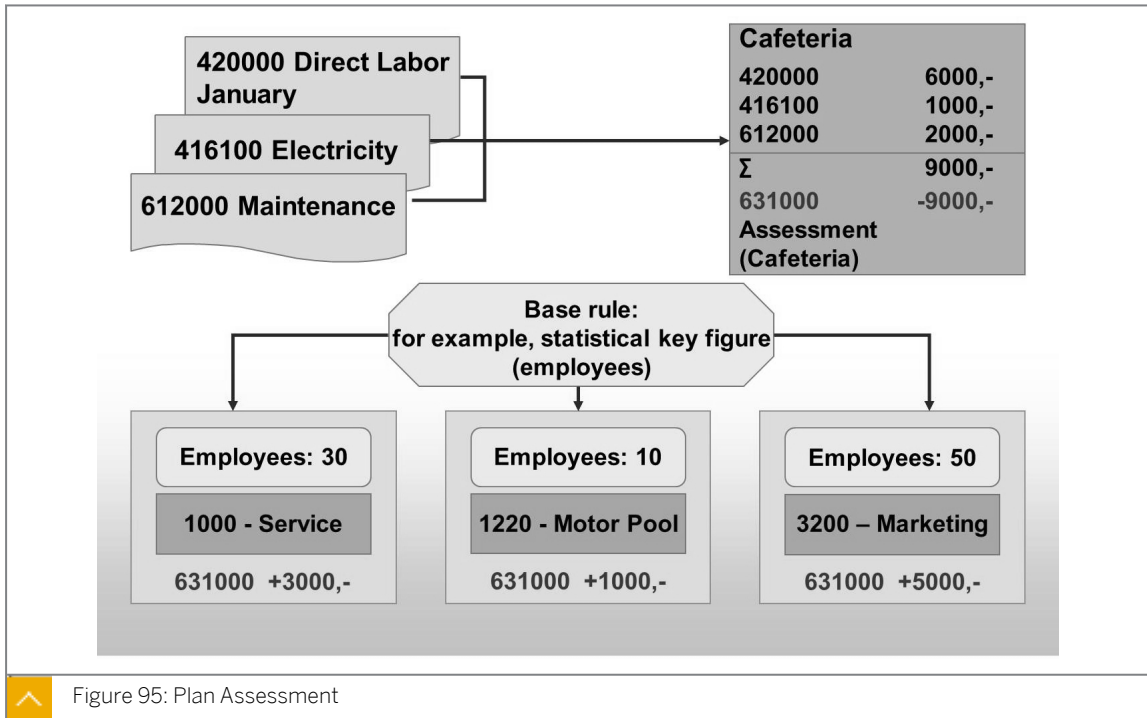 420000 Direct Labor
January
416100 Electricity
612000 Maintenance
Cafeteria
420000 6000,-
416100 1000,-
612000 2000,-
Σ 9000,-
631000 -9000,-
Assessment
(Cafeteria)
Base rule:
for example, statistical key figure
(employees)
Employees: 30
1000 - Service
631000 +3000,-
Employees: 10
1220 - Motor Pool
631000 +1000,-
Employees: 50
3200 – Marketing
631000 +5000,-
Figure 95: Plan Assessment